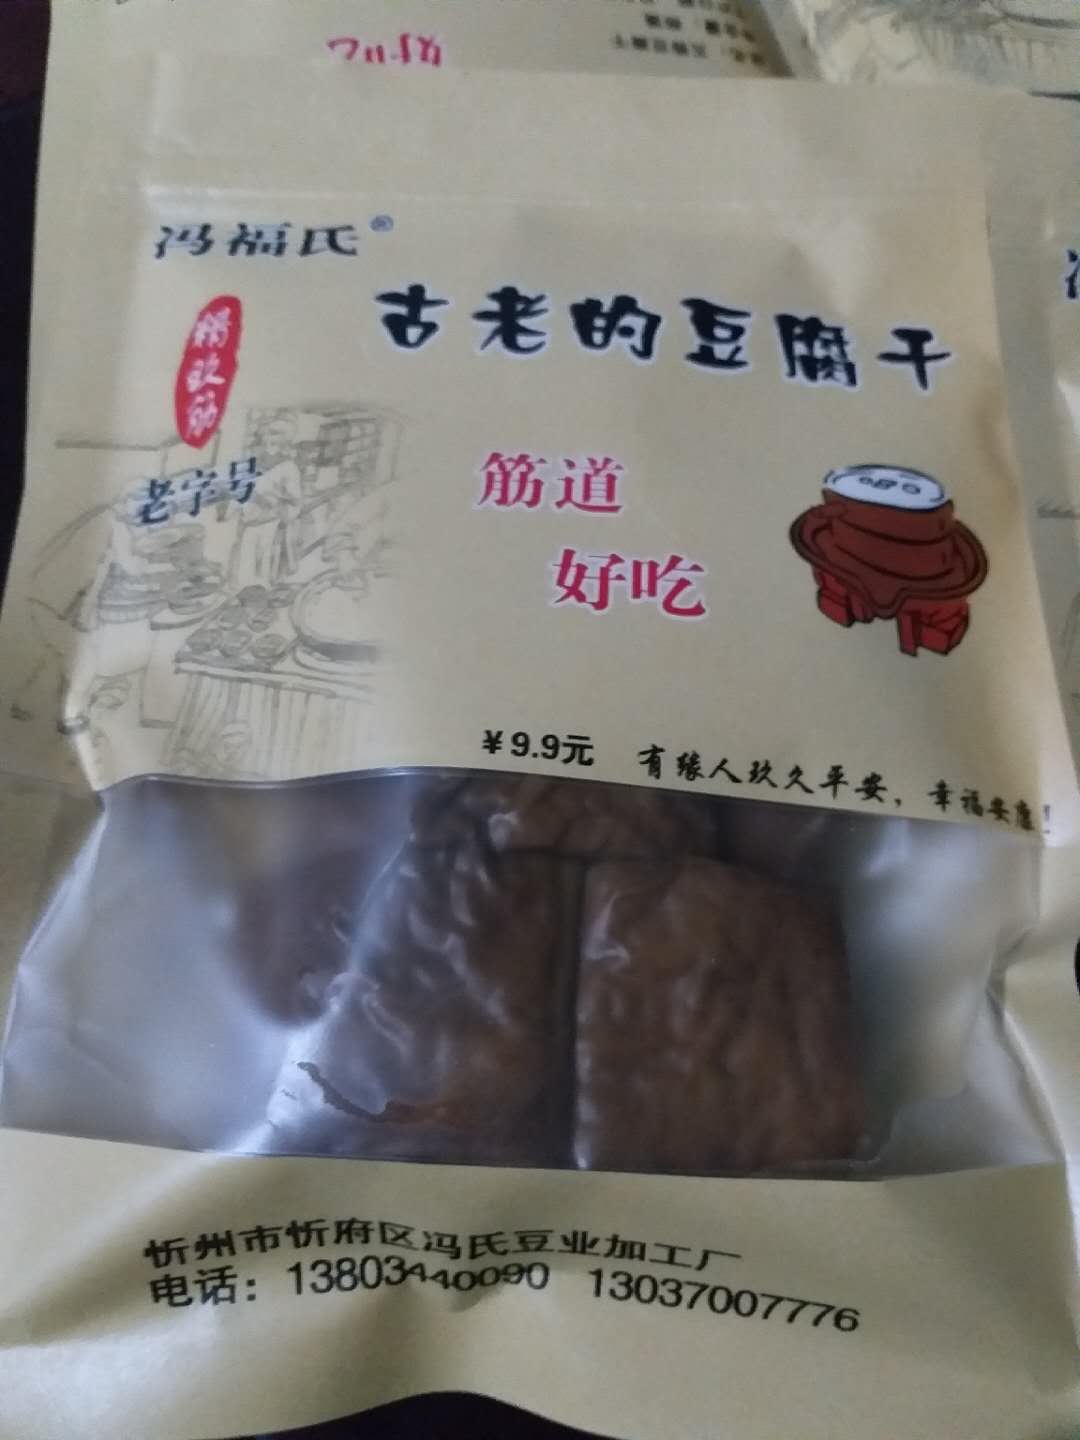 冯福氏®
古老的豆腐干
老字号
筋道
好吃
¥9.9元
有缘人玖久平安，幸福安康！
忻州市忻府区冯氏豆业加工厂
电话：13803440090 13037007776